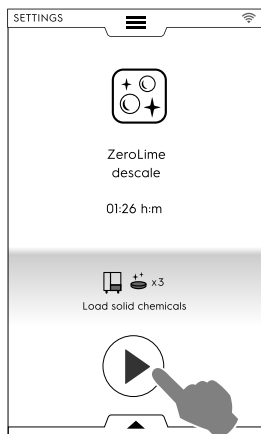 SETTINGS
ZeroLime
descale
01:26 h:m
x3
Load solid chemicals